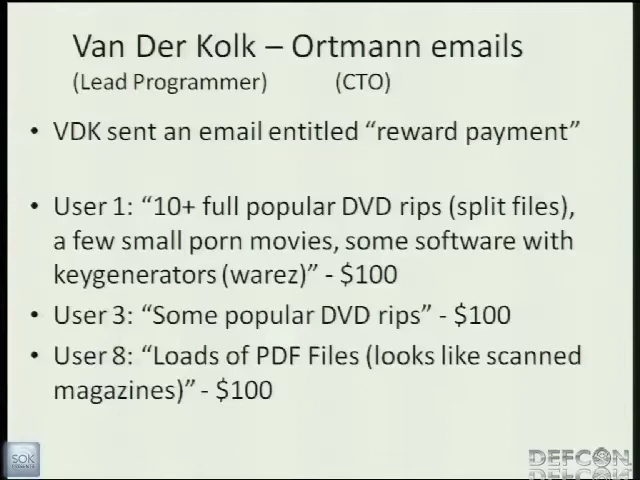 Van Der Kolk – Ortmann emails
(Lead Programmer) (CTO)
• VDK sent an email entitled “reward payment”
• User 1: “10+ full popular DVD rips (split files),
a few small porn movies, some software with
keygenerators (warez)” - $100
• User 3: “Some popular DVD rips” - $100
• User 8: “Loads of PDF Files (looks like scanned
magazines)” - $100
SOK
DEFCON